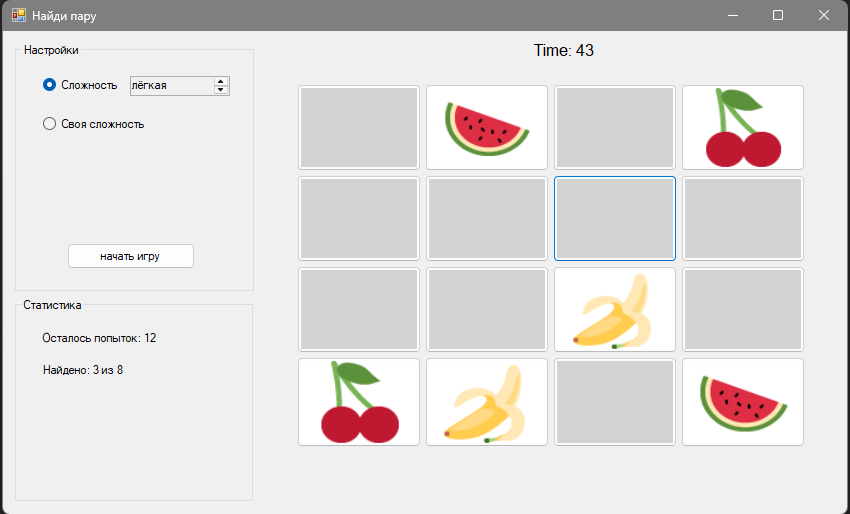 Найди пару
Настройки
Сложность лёгкая
Своя сложность
начать игру
Статистика
Осталось попыток: 12
Найдено: 3 из 8
Time: 43